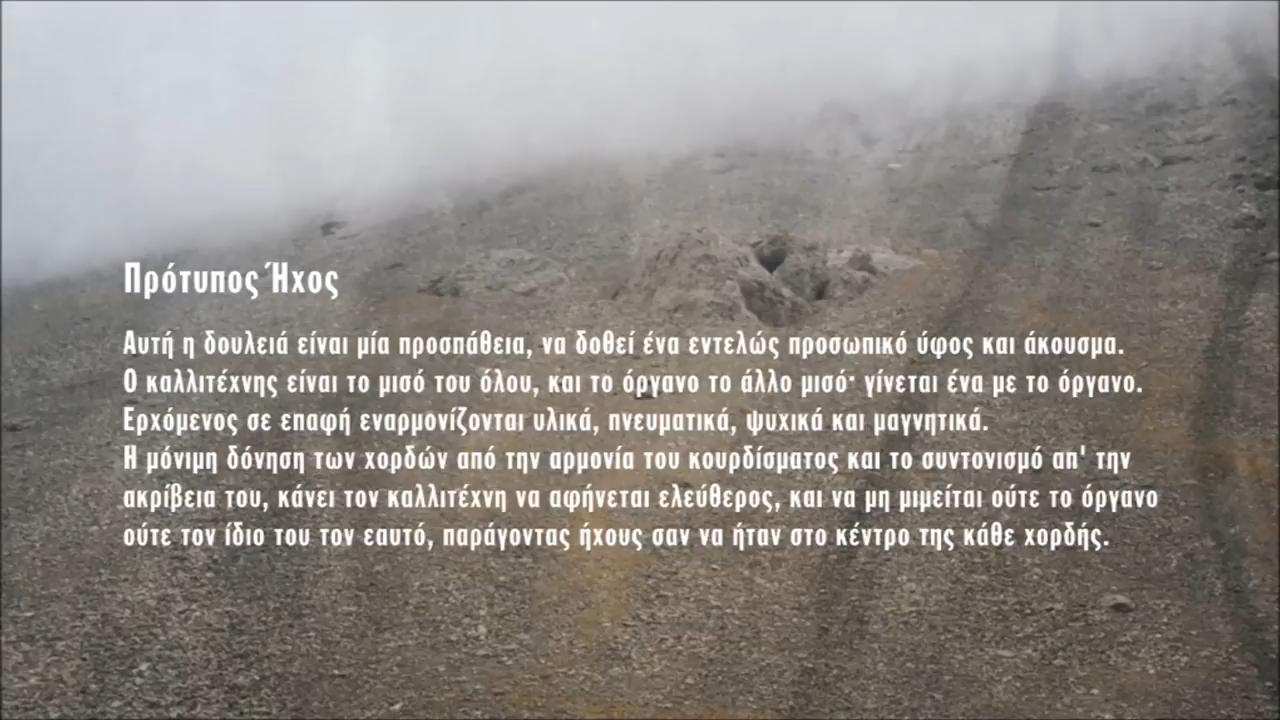 Πρότυπος Ήχος
Αυτή η δουλειά είναι μία προσπάθεια, να δοθεί ένα εντελώς προσωπικό ύφος και άκουσμα.
Ο καλλιτέχνης είναι το μισό του όλου, και το όργανο το άλλο μισό· γίνεται ένα με το όργανο.
Ερχόμενος σε επαφή εναρμονίζονται υλικά, πνευματικά, ψυχικά και μαγνητικά.
Η μόνιμη δόνηση των χορδών από την αρμονία του κουρδίσματος και το συντονισμό απ' την
ακρίβεια του, κάνει τον καλλιτέχνη να αφήνεται ελεύθερος, και να μη μιμείται ούτε το όργανο
ούτε τον ίδιο του τον εαυτό, παράγοντας ήχους σαν να ήταν στο κέντρο της κάθε χορδής.